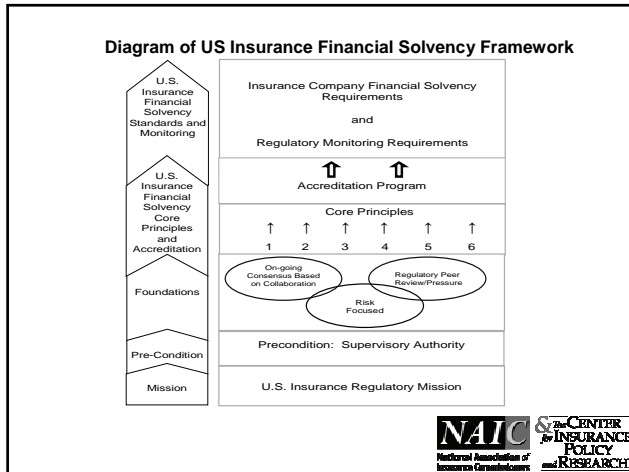 Diagram of US Insurance Financial Solvency Framework
U.S.
Insurance
Financial
Solvency
Standards and
Monitoring
Insurance Company Financial Solvency
Requirements
and
Regulatory Monitoring Requirements
U.S.
Insurance
Financial
Solvency
Core
Principles
and
Accreditation
Accreditation Program
Core Principles
↑ ↑ ↑ ↑ ↑ ↑
1 2 3 4 5 6
Foundations
On-going
Consensus Based
on Collaboration
Regulatory Peer
Review/Pressure
Risk
Focused
Pre-Condition
Precondition: Supervisory Authority
Mission
U.S. Insurance Regulatory Mission
NAIC
National Association of
Insurance Commissioners
& The CENTER
for INSURANCE
POLICY
and RESEARCH